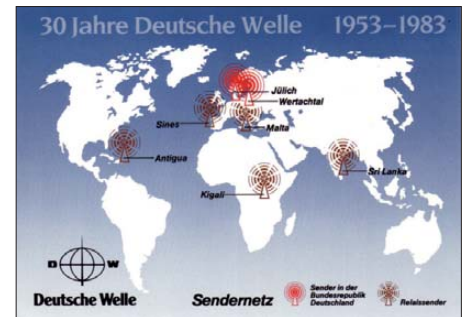 30 Jahre Deutsche Welle 1953–1983
Jülich
Wertachtal
Sines
Malta
Antigua
Sri Lanka
Kigali
D W
Deutsche Welle
Sendernetz
Sender in der
Bundesrepublik
Deutschland
Relaissender